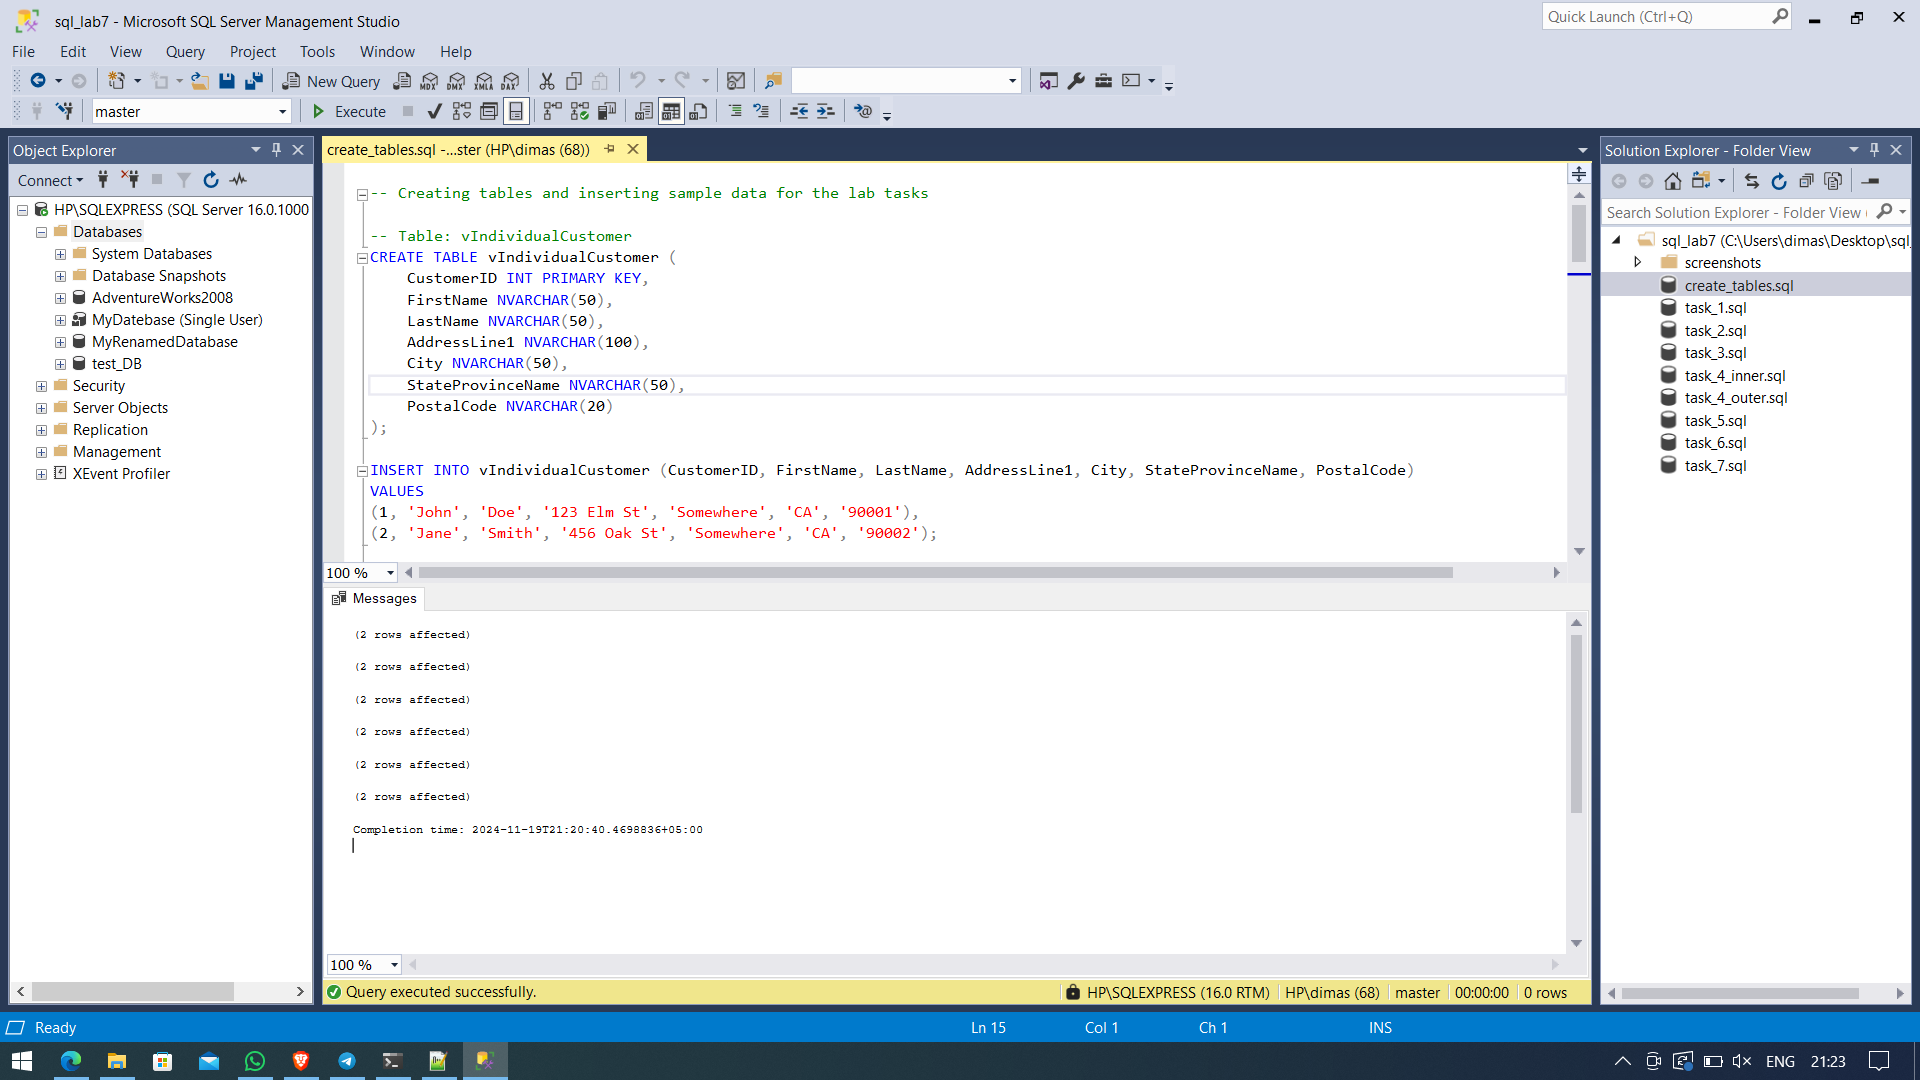 sql_lab7 - Microsoft SQL Server Management Studio
Quick Launch (Ctrl+Q)
File Edit View Query Project Tools Window Help
New Query MDX DMX XMLA DAX
master
Execute
Object Explorer
Connect
HP\SQLEXPRESS (SQL Server 16.0.1000
Databases
System Databases
Database Snapshots
AdventureWorks2008
MyDatebase (Single User)
MyRenamedDatabase
test_DB
Security
Server Objects
Replication
Management
XEvent Profiler
create_tables.sql -...ster (HP\dimas (68))
-- Creating tables and inserting sample data for the lab tasks
-- Table: vIndividualCustomer
CREATE TABLE vIndividualCustomer (
CustomerID INT PRIMARY KEY,
FirstName NVARCHAR(50),
LastName NVARCHAR(50),
AddressLine1 NVARCHAR(100),
City NVARCHAR(50),
StateProvinceName NVARCHAR(50),
PostalCode NVARCHAR(20)
);
INSERT INTO vIndividualCustomer (CustomerID, FirstName, LastName, AddressLine1, City, StateProvinceName, PostalCode)
VALUES
(1, 'John', 'Doe', '123 Elm St', 'Somewhere', 'CA', '90001'),
(2, 'Jane', 'Smith', '456 Oak St', 'Somewhere', 'CA', '90002');
100 %
Messages
(2 rows affected)
(2 rows affected)
(2 rows affected)
(2 rows affected)
(2 rows affected)
(2 rows affected)
Completion time: 2024-11-19T21:20:40.4698836+05:00
100 %
Query executed successfully.
HP\SQLEXPRESS (16.0 RTM) HP\dimas (68) master 00:00:00 0 rows
Solution Explorer - Folder View
Search Solution Explorer - Folder View (
sql_lab7 (C:\Users\dimas\Desktop\sql_
screenshots
create_tables.sql
task_1.sql
task_2.sql
task_3.sql
task_4_inner.sql
task_4_outer.sql
task_5.sql
task_6.sql
task_7.sql
Ready Ln 15 Col 1 Ch 1 INS
ENG 21:23